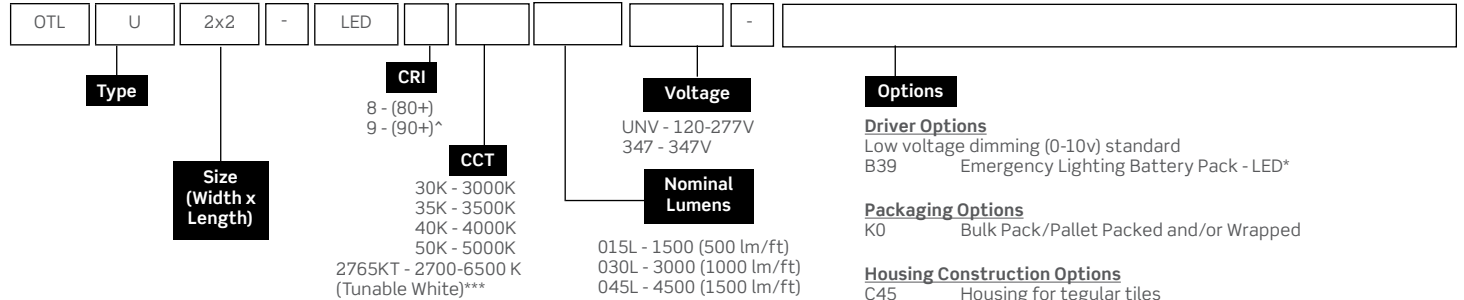 OTL U 2x2 - LED -
Type
Size
(Width x
Length)
CRI
8 - (80+)
9 - (90+)^
CCT
30K - 3000K
35K - 3500K
40K - 4000K
50K - 5000K
2765KT - 2700-6500 K
(Tunable White)***
Voltage
UNV - 120-277V
347 - 347V
Nominal
Lumens
015L - 1500 (500 lm/ft)
030L - 3000 (1000 lm/ft)
045L - 4500 (1500 lm/ft)
Options
Driver Options
Low voltage dimming (0-10v) standard
B39 Emergency Lighting Battery Pack - LED*
Packaging Options
K0 Bulk Pack/Pallet Packed and/or Wrapped
Housing Construction Options
C45 Housing for tegular tiles